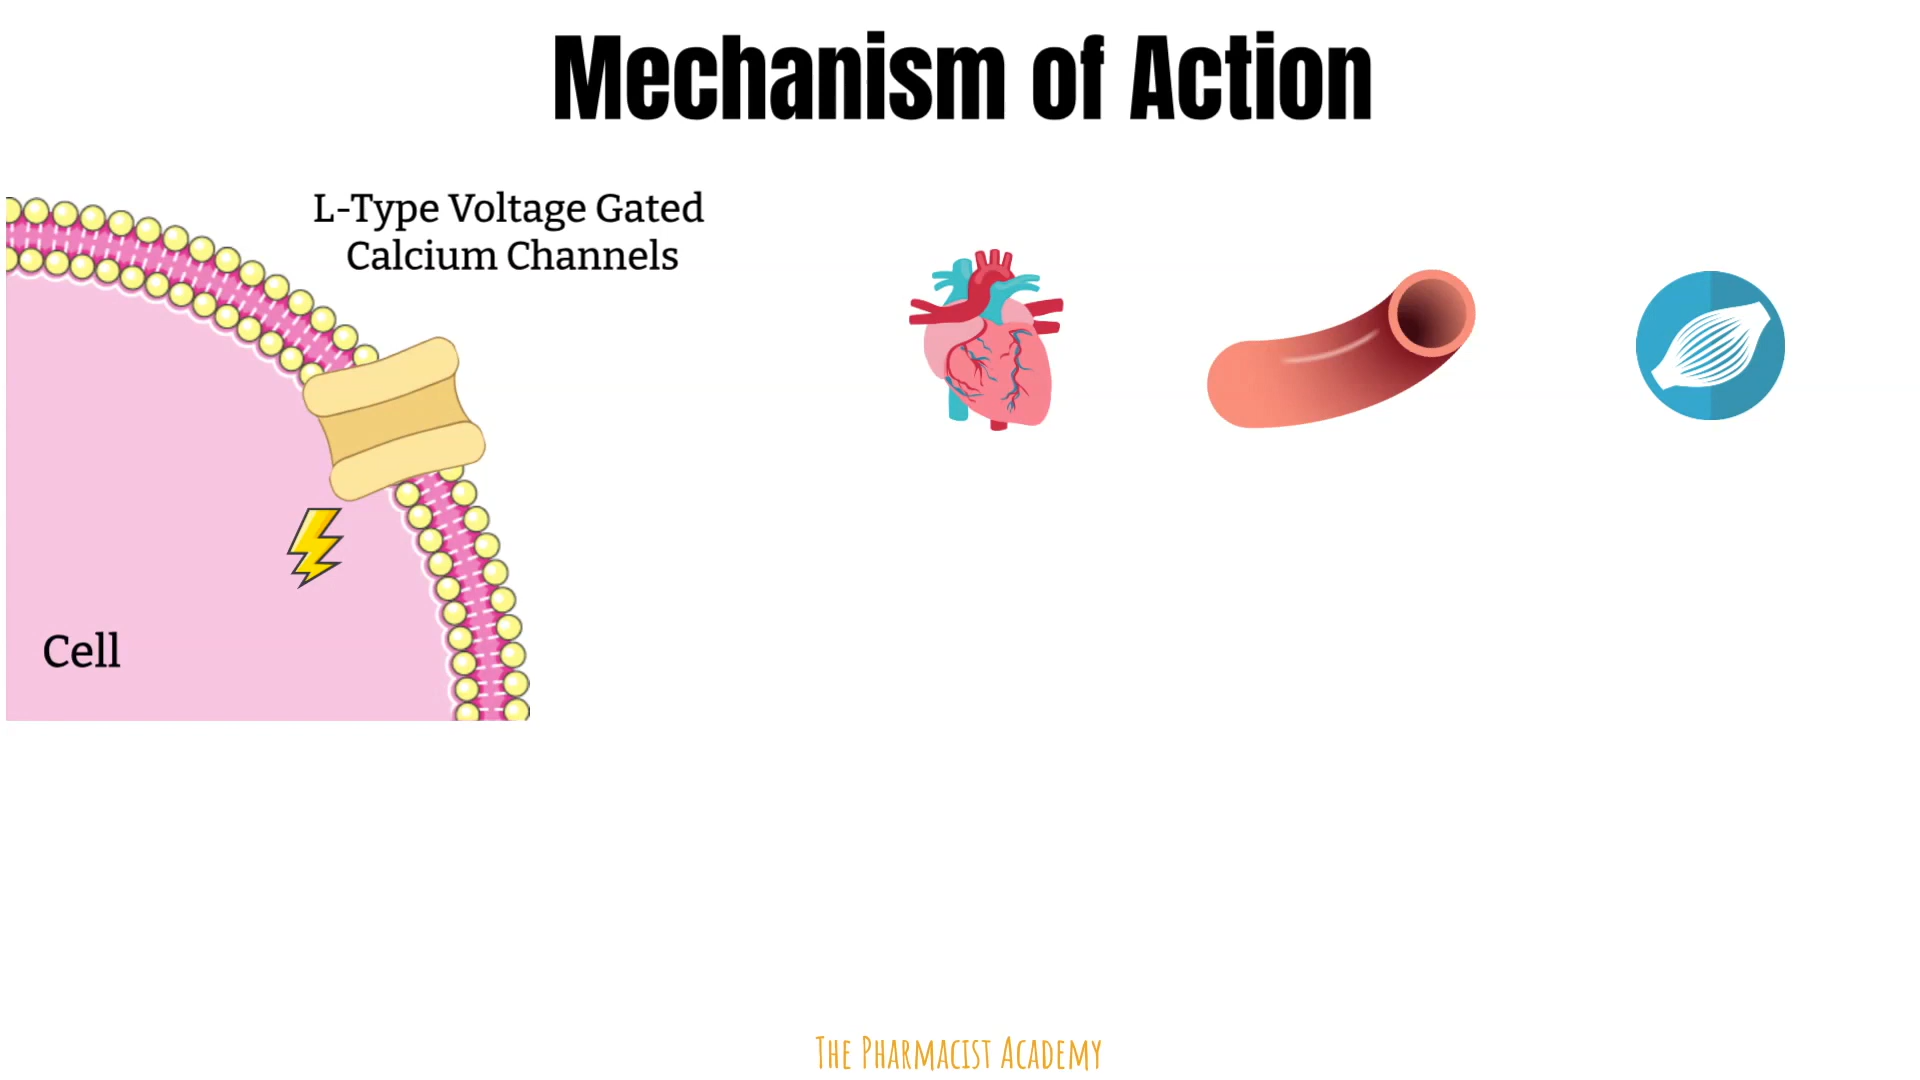 Mechanism of Action
L-Type Voltage Gated
Calcium Channels
Cell
The Pharmacist Academy